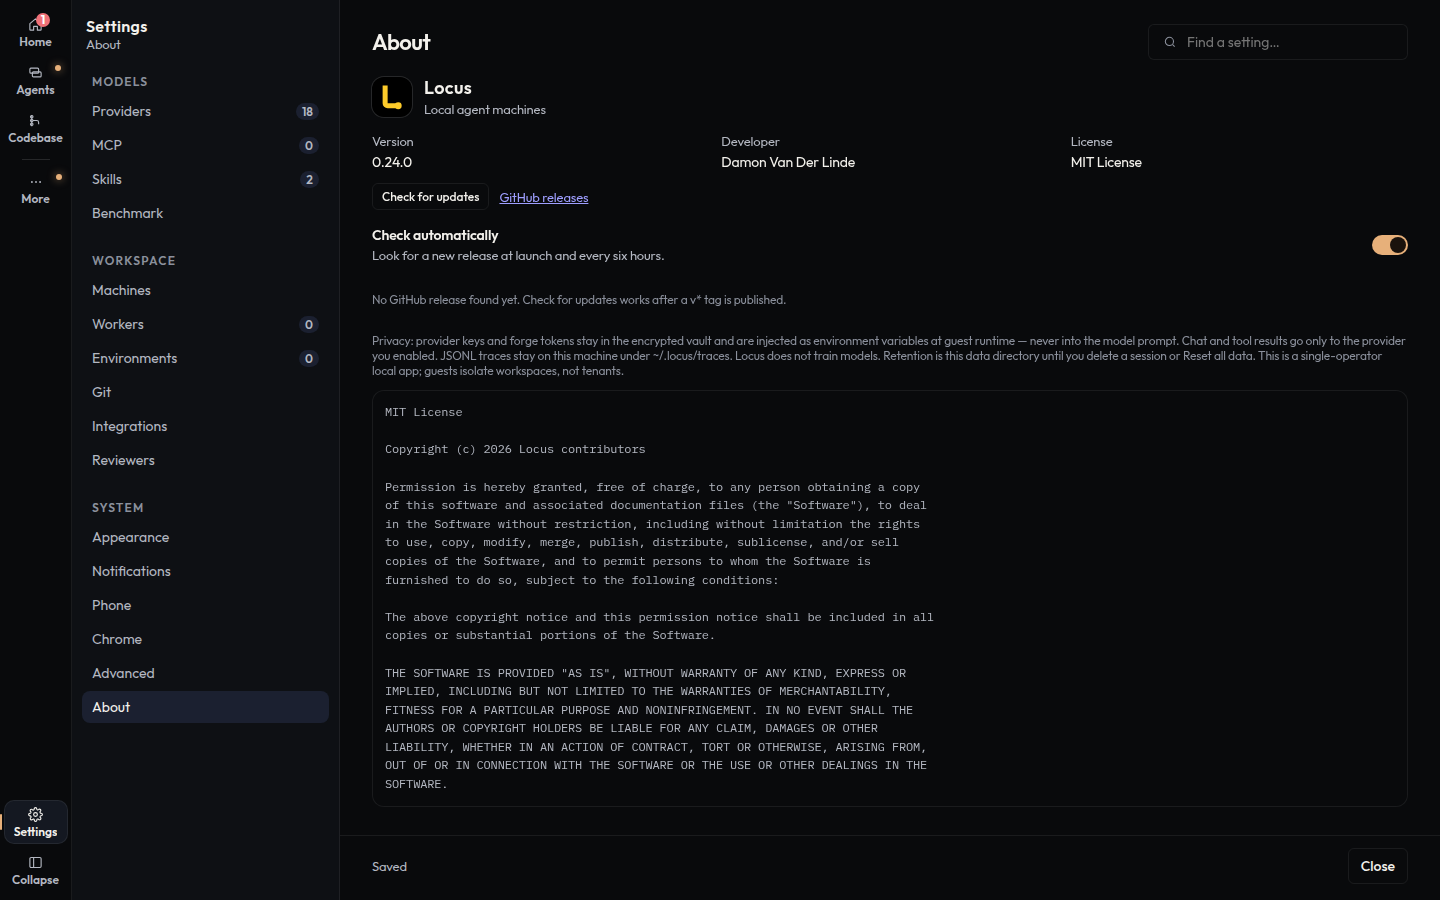 1
Home
Agents
Codebase
...
More
Settings
Collapse
Settings
About
MODELS
Providers 18
MCP 0
Skills 2
Benchmark
WORKSPACE
Machines
Workers 0
Environments 0
Git
Integrations
Reviewers
SYSTEM
Appearance
Notifications
Phone
Chrome
Advanced
About
About
Find a setting...
Locus
Local agent machines
Version
0.24.0
Developer
Damon Van Der Linde
License
MIT License
Check for updates GitHub releases
Check automatically
Look for a new release at launch and every six hours.
No GitHub release found yet. Check for updates works after a v* tag is published.
Privacy: provider keys and forge tokens stay in the encrypted vault and are injected as environment variables at guest runtime — never into the model prompt. Chat and tool results go only to the provider
you enabled. JSONL traces stay on this machine under ~/.locus/traces. Locus does not train models. Retention is this data directory until you delete a session or Reset all data. This is a single-operator
local app; guests isolate workspaces, not tenants.
MIT License
Copyright (c) 2026 Locus contributors
Permission is hereby granted, free of charge, to any person obtaining a copy
of this software and associated documentation files (the "Software"), to deal
in the Software without restriction, including without limitation the rights
to use, copy, modify, merge, publish, distribute, sublicense, and/or sell
copies of the Software, and to permit persons to whom the Software is
furnished to do so, subject to the following conditions:
The above copyright notice and this permission notice shall be included in all
copies or substantial portions of the Software.
THE SOFTWARE IS PROVIDED "AS IS", WITHOUT WARRANTY OF ANY KIND, EXPRESS OR
IMPLIED, INCLUDING BUT NOT LIMITED TO THE WARRANTIES OF MERCHANTABILITY,
FITNESS FOR A PARTICULAR PURPOSE AND NONINFRINGEMENT. IN NO EVENT SHALL THE
AUTHORS OR COPYRIGHT HOLDERS BE LIABLE FOR ANY CLAIM, DAMAGES OR OTHER
LIABILITY, WHETHER IN AN ACTION OF CONTRACT, TORT OR OTHERWISE, ARISING FROM,
OUT OF OR IN CONNECTION WITH THE SOFTWARE OR THE USE OR OTHER DEALINGS IN THE
SOFTWARE.
Saved
Close